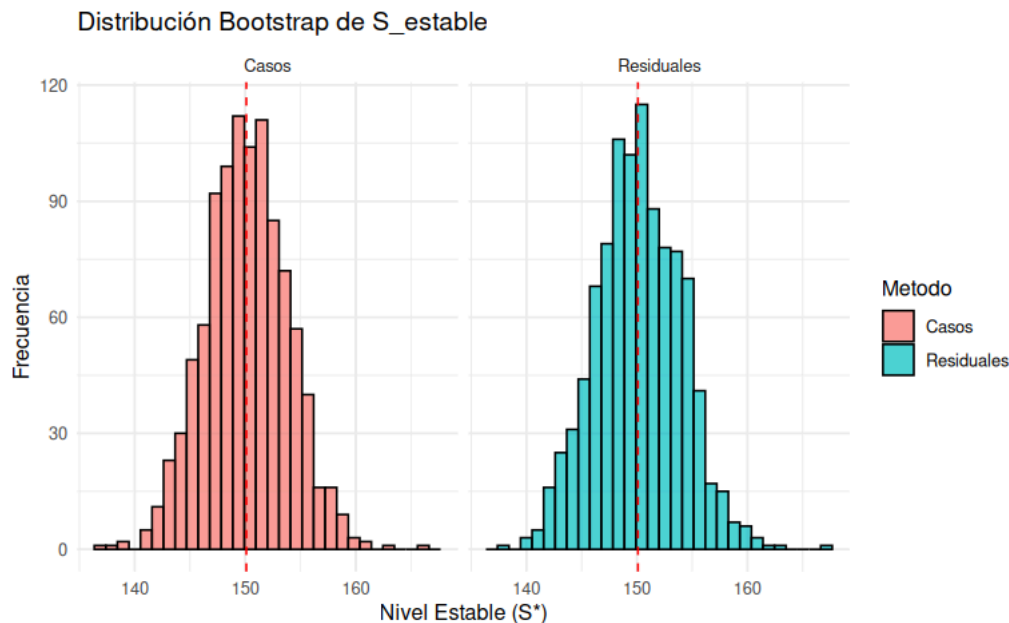 Distribución Bootstrap de S_estable
Casos
Residuales
120
90
60
30
0
Frecuencia
140
150
160
140
150
160
Nivel Estable (S*)
Metodo
Casos
Residuales